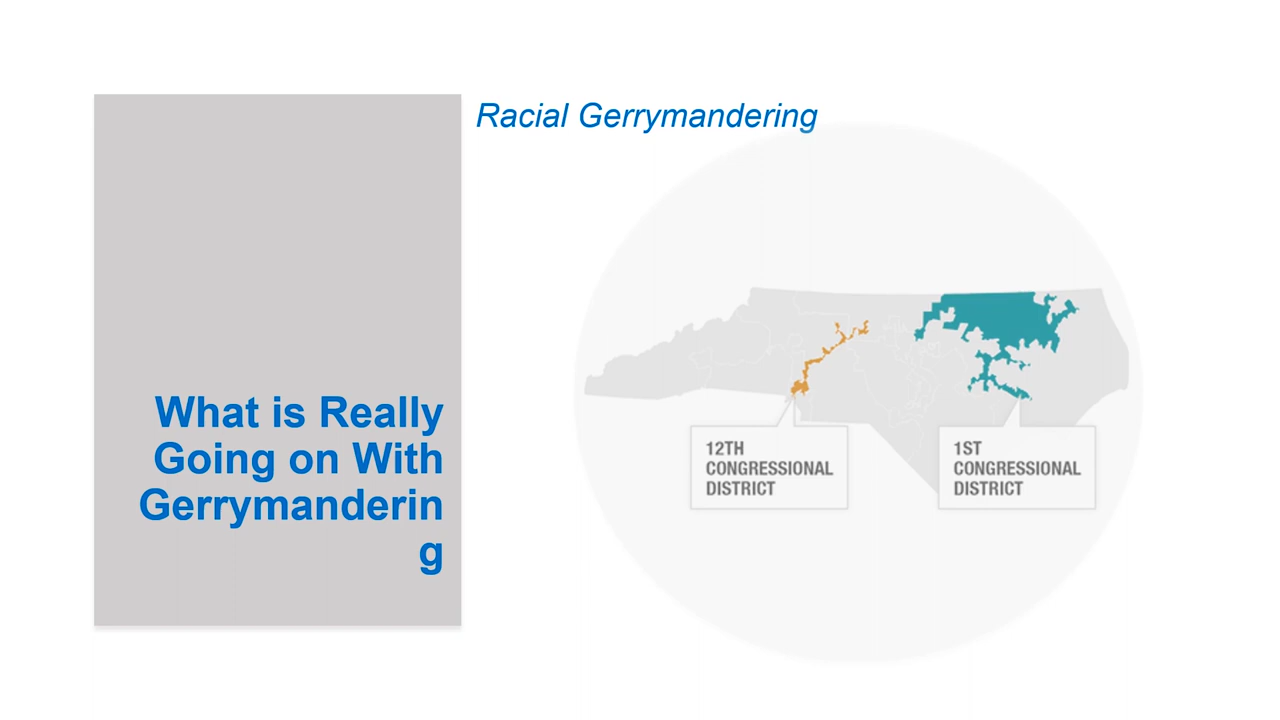 Racial Gerrymandering
What is Really
Going on With
Gerrymanderin
g
12TH
CONGRESSIONAL
DISTRICT
1ST
CONGRESSIONAL
DISTRICT